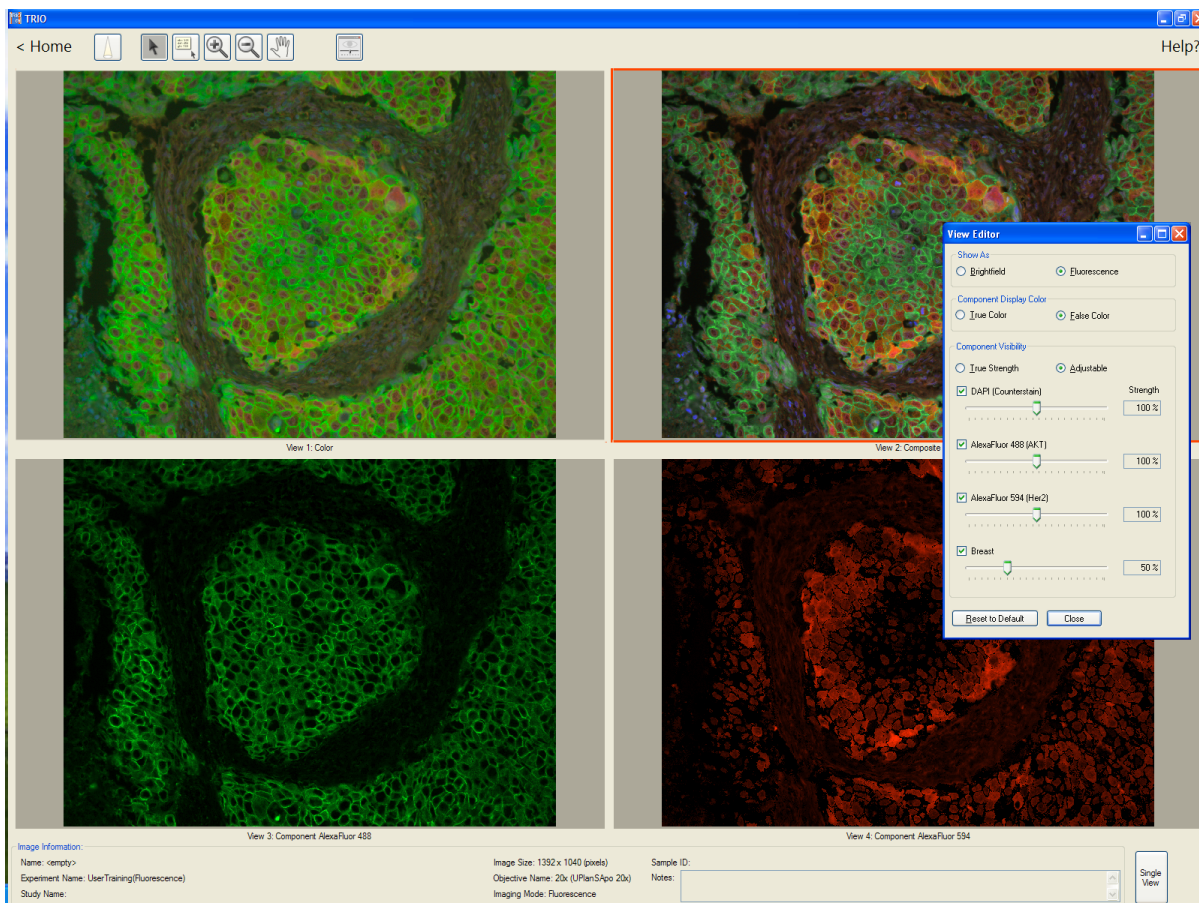 TRIO
< Home
Help?
View 1: Color
View 2: Composite
View Editor
Show As
Brightfield
Fluorescence
Component Display Color
True Color
False Color
Component Visibility
True Strength
Adjustable
DAPI (Counterstain)
Strength
100 %
AlexaFluor 488 (AKT)
100 %
AlexaFluor 594 (Her2)
100 %
Breast
50 %
Reset to Default
Close
View 3: Component AlexaFluor 488
View 4: Component AlexaFluor 594
Image Information:
Name: <empty>
Image Size: 1392 x 1040 (pixels)
Sample ID:
Experiment Name: UserTraining(Fluorescence)
Objective Name: 20x (UPlanSApo 20x)
Notes:
Study Name:
Imaging Mode: Fluorescence
Single
View